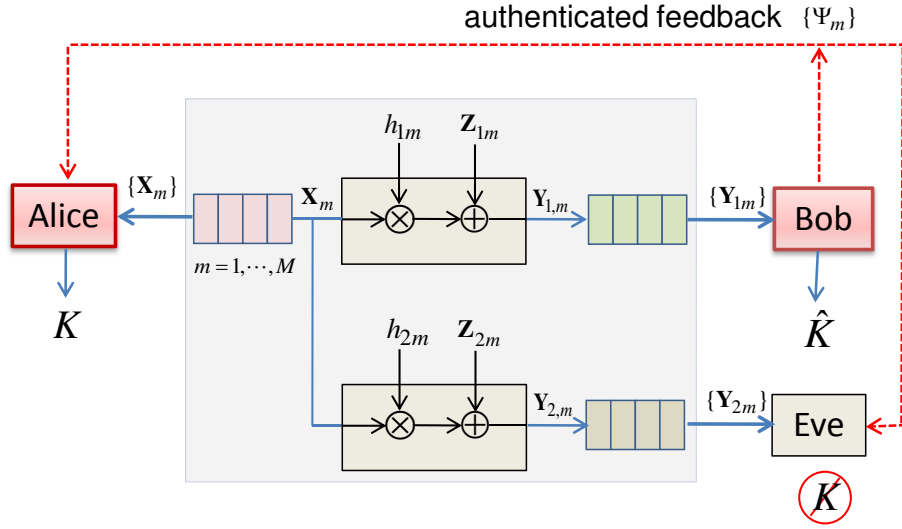 authenticated feedback {Ψₘ}
h₁ₘ Z₁ₘ
{Xₘ} Xₘ Y₁,ₘ {Y₁ₘ}
Alice Bob
m = 1, ⋯, M
K K̂
h₂ₘ Z₂ₘ
Y₂,ₘ {Y₂ₘ}
Eve
K